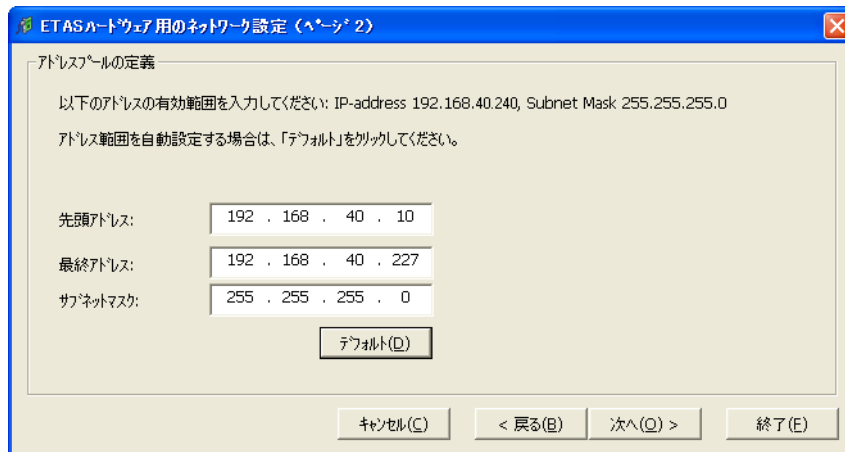 ETASﾊｰﾄﾞｳｪｱ用のﾈｯﾄﾜｰｸ設定（ﾍﾟｰｼﾞ2）
ｱﾄﾞﾚｽﾌﾟｰﾙの定義
以下のｱﾄﾞﾚｽの有効範囲を入力してください: IP-address 192.168.40.240, Subnet Mask 255.255.255.0
ｱﾄﾞﾚｽ範囲を自動設定する場合は、「ﾃﾞﾌｫﾙﾄ」をｸﾘｯｸしてください。
先頭ｱﾄﾞﾚｽ: 192 . 168 . 40 . 10
最終ｱﾄﾞﾚｽ: 192 . 168 . 40 . 227
ｻﾌﾞﾈｯﾄﾏｽｸ: 255 . 255 . 255 . 0
ﾃﾞﾌｫﾙﾄ(D)
ｷｬﾝｾﾙ(C) < 戻る(B) 次へ(O) > 終了(E)